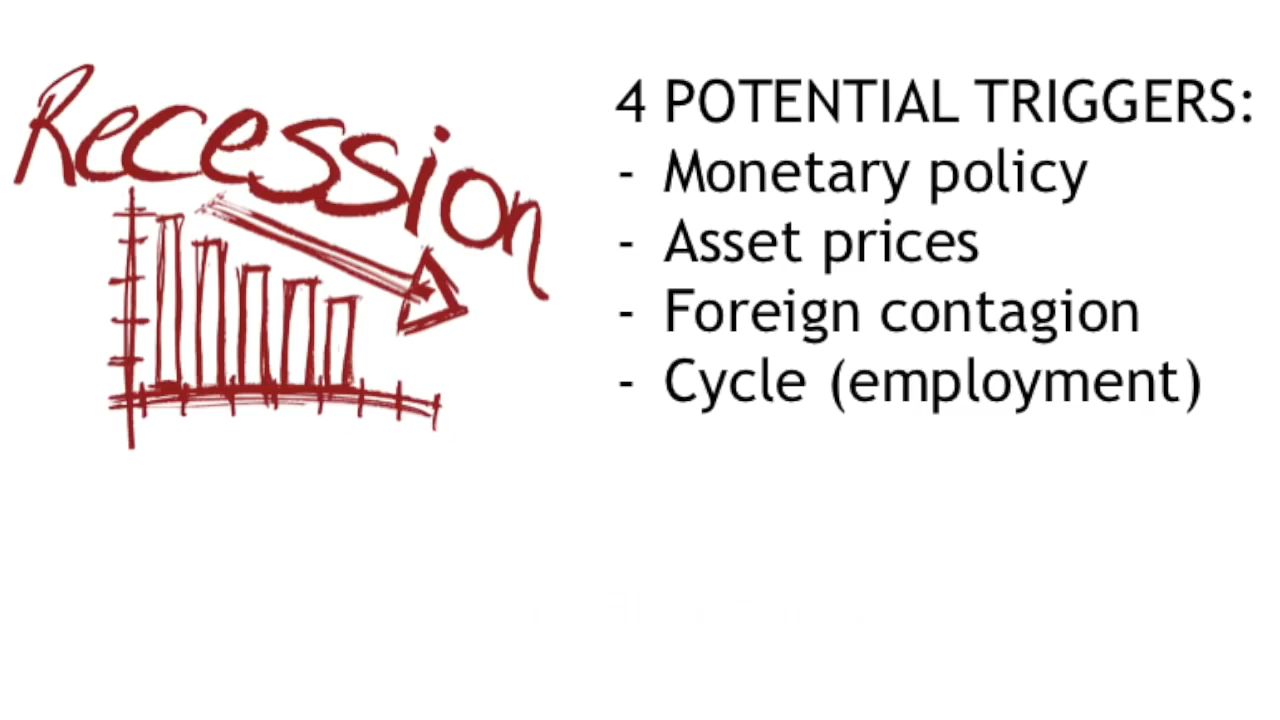 Recession
4 POTENTIAL TRIGGERS:
- Monetary policy
- Asset prices
- Foreign contagion
- Cycle (employment)